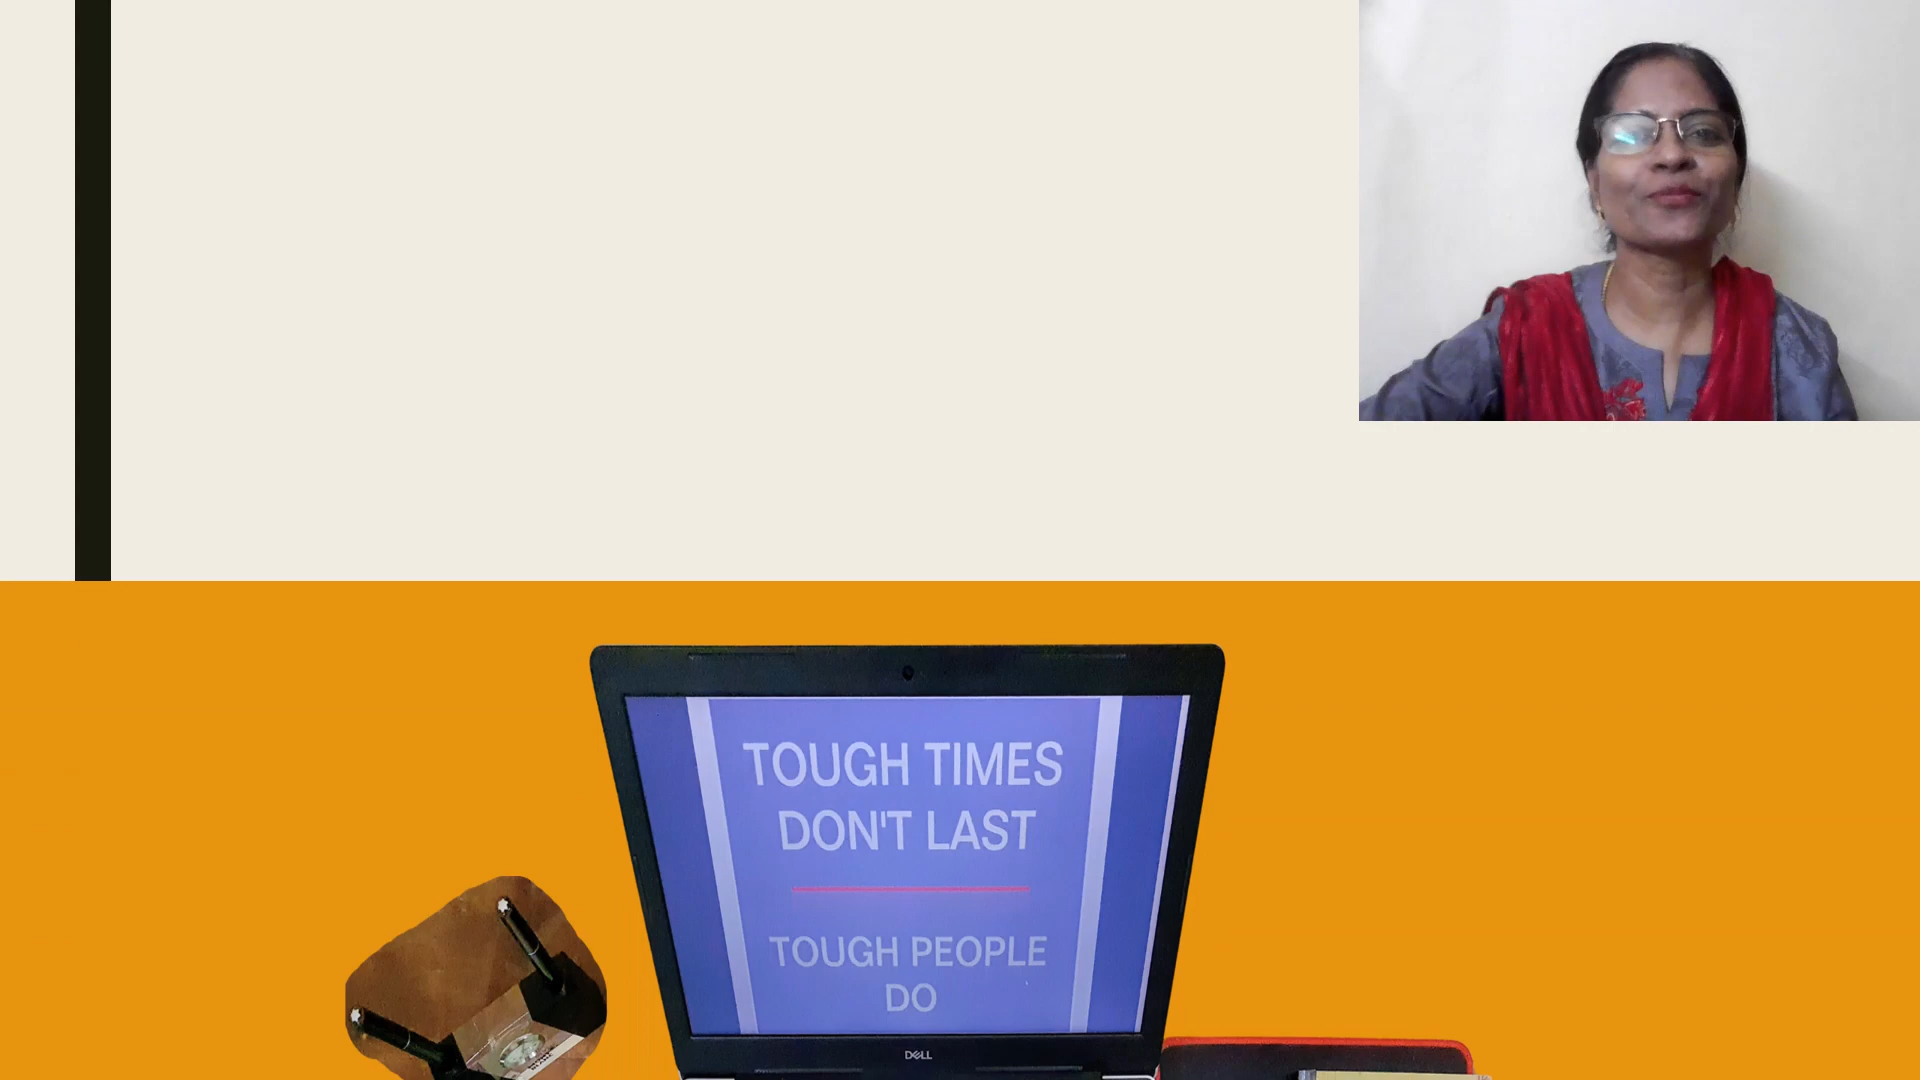 TOUGH TIMES
DON'T LAST
TOUGH PEOPLE
DO
DELL